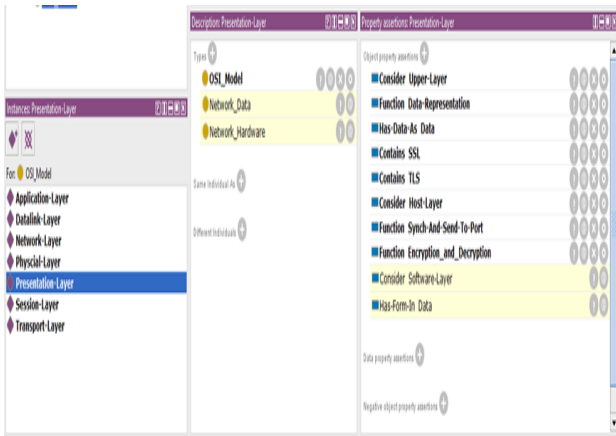 Description: Presentation-Layer
Property assertions: Presentation-Layer
Types
OSI_Model
Network_Data
Network_Hardware
Same Individual As
Different Individuals
Object property assertions
Consider Upper-Layer
Function Data-Representation
Has-Data-As Data
Contains SSL
Contains TLS
Consider Host-Layer
Function Synch-And-Send-To-Port
Function Encryption_and_Decryption
Consider Software-Layer
Has-Form-In Data
Data property assertions
Negative object property assertions
Instances: Presentation-Layer
For: OSI_Model
Application-Layer
Datalink-Layer
Network-Layer
Physcial-Layer
Presentation-Layer
Session-Layer
Transport-Layer